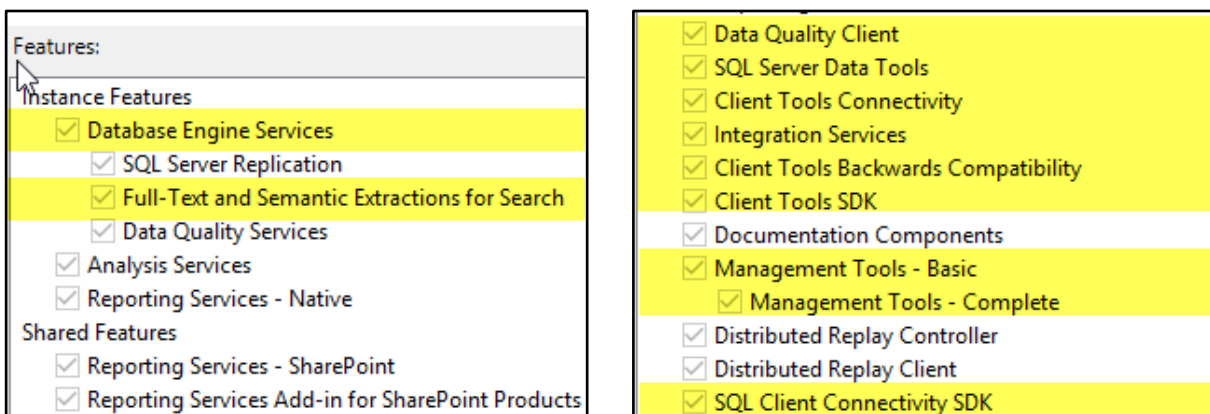 Features:
Instance Features
Database Engine Services
SQL Server Replication
Full-Text and Semantic Extractions for Search
Data Quality Services
Analysis Services
Reporting Services - Native
Shared Features
Reporting Services - SharePoint
Reporting Services Add-in for SharePoint Products
Data Quality Client
SQL Server Data Tools
Client Tools Connectivity
Integration Services
Client Tools Backwards Compatibility
Client Tools SDK
Documentation Components
Management Tools - Basic
Management Tools - Complete
Distributed Replay Controller
Distributed Replay Client
SQL Client Connectivity SDK